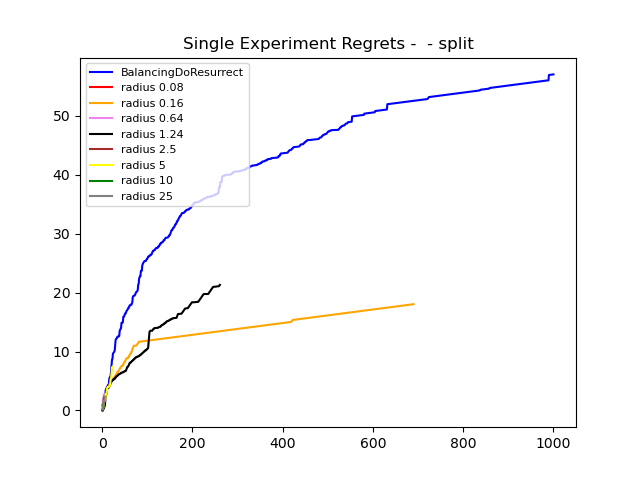 Single Experiment Regrets -  - split
BalancingDoResurrect
radius 0.08
radius 0.16
radius 0.64
radius 1.24
radius 2.5
radius 5
radius 10
radius 25
50
40
30
20
10
0
0 200 400 600 800 1000